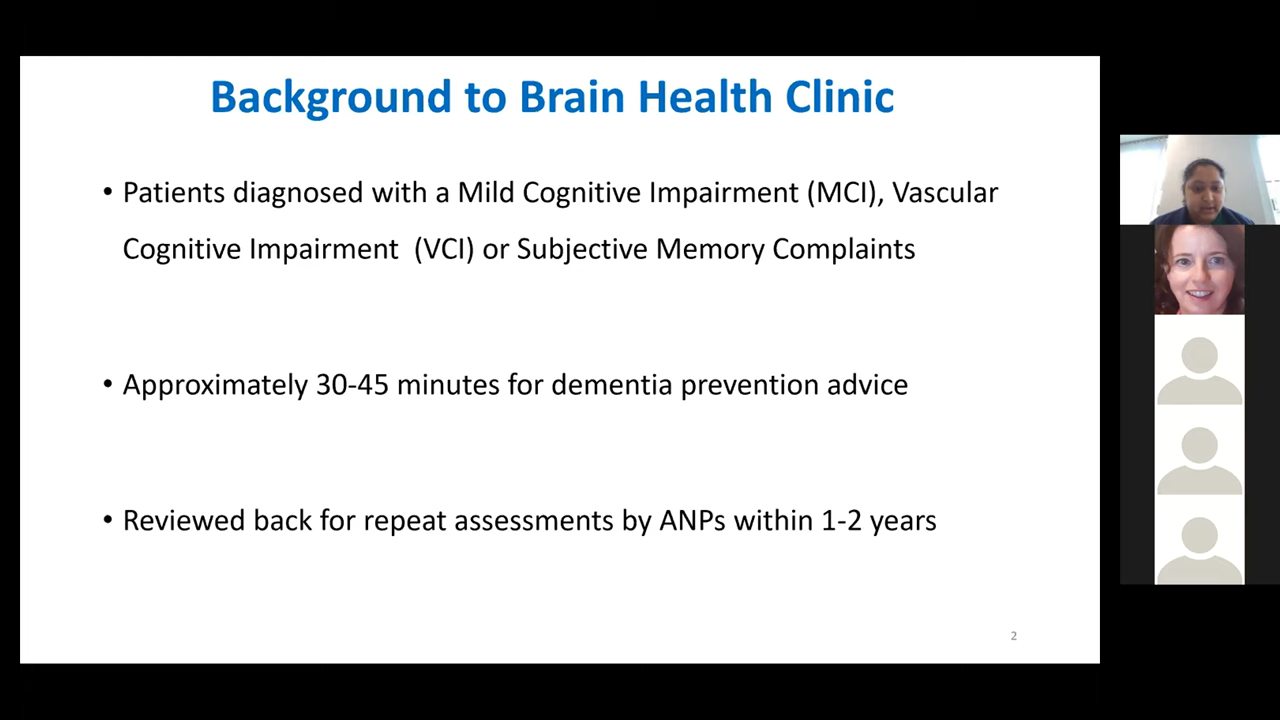 Background to Brain Health Clinic
• Patients diagnosed with a Mild Cognitive Impairment (MCI), Vascular
Cognitive Impairment  (VCI) or Subjective Memory Complaints
• Approximately 30-45 minutes for dementia prevention advice
• Reviewed back for repeat assessments by ANPs within 1-2 years
2